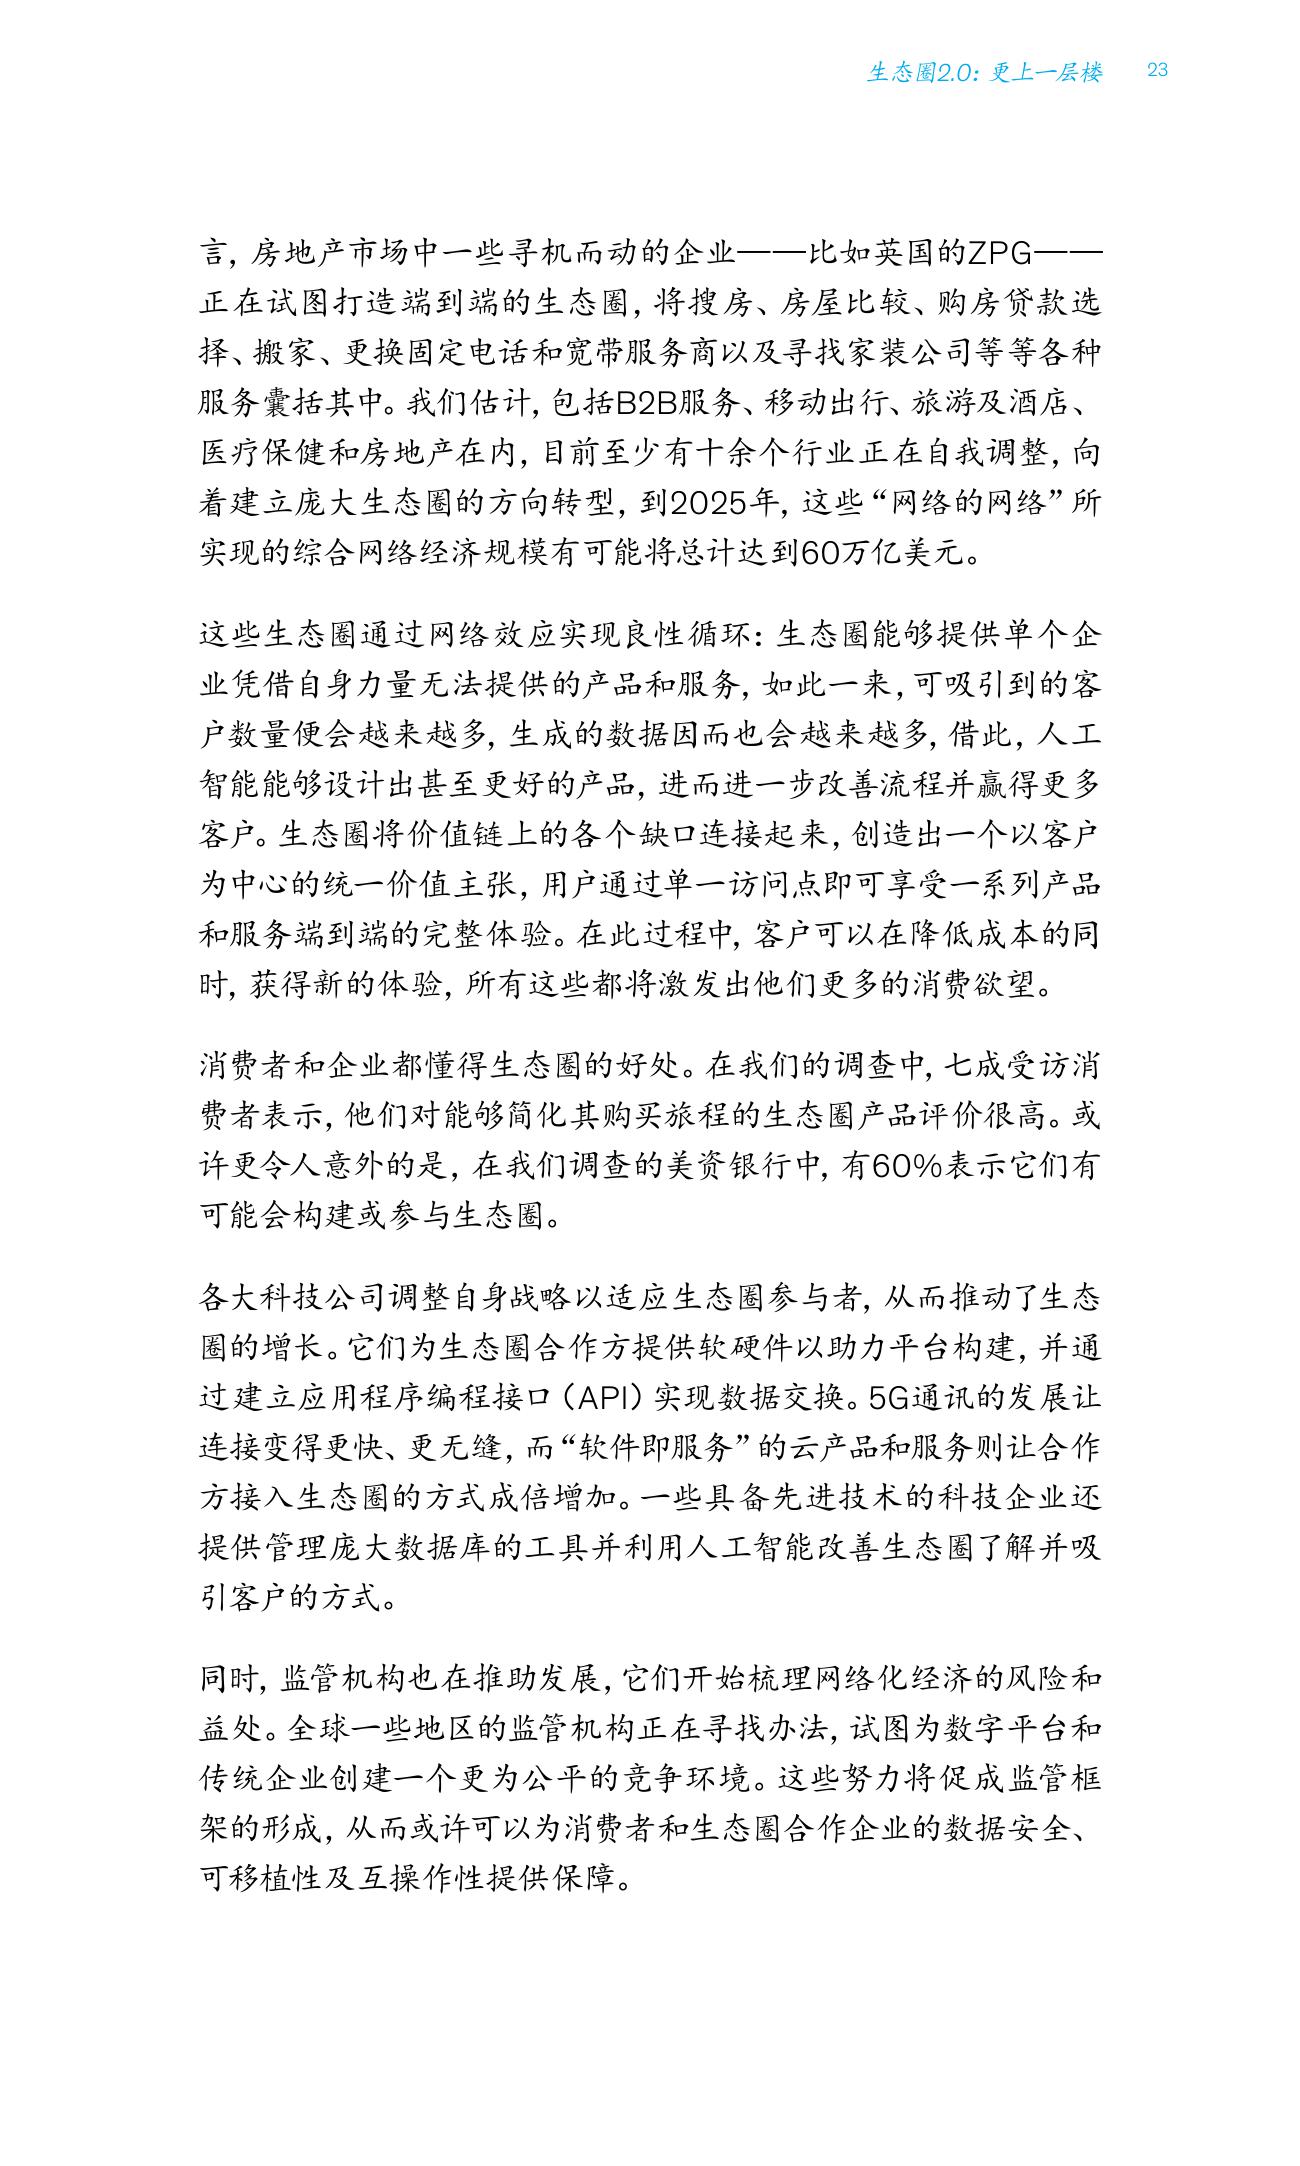 生态圈2.0：更上一层楼 23
言，房地产市场中一些寻机而动的企业——比如英国的ZPG——
正在试图打造端到端的生态圈，将搜房、房屋比较、购房贷款选
择、搬家、更换固定电话和宽带服务商以及寻找家装公司等等各种
服务囊括其中。我们估计，包括B2B服务、移动出行、旅游及酒店、
医疗保健和房地产在内，目前至少有十余个行业正在自我调整，向
着建立庞大生态圈的方向转型，到2025年，这些“网络的网络”所
实现的综合网络经济规模有可能将总计达到60万亿美元。
这些生态圈通过网络效应实现良性循环：生态圈能够提供单个企
业凭借自身力量无法提供的产品和服务，如此一来，可吸引到的客
户数量便会越来越多，生成的数据因而也会越来越多，借此，人工
智能能够设计出甚至更好的产品，进而进一步改善流程并赢得更多
客户。生态圈将价值链上的各个缺口连接起来，创造出一个以客户
为中心的统一价值主张，用户通过单一访问点即可享受一系列产品
和服务端到端的完整体验。在此过程中，客户可以在降低成本的同
时，获得新的体验，所有这些都将激发出他们更多的消费欲望。
消费者和企业都懂得生态圈的好处。在我们的调查中，七成受访消
费者表示，他们对能够简化其购买旅程的生态圈产品评价很高。或
许更令人意外的是，在我们调查的美资银行中，有60%表示它们有
可能会构建或参与生态圈。
各大科技公司调整自身战略以适应生态圈参与者，从而推动了生态
圈的增长。它们为生态圈合作方提供软硬件以助力平台构建，并通
过建立应用程序编程接口（API）实现数据交换。5G通讯的发展让
连接变得更快、更无缝，而“软件即服务”的云产品和服务则让合作
方接入生态圈的方式成倍增加。一些具备先进技术的科技企业还
提供管理庞大数据库的工具并利用人工智能改善生态圈了解并吸
引客户的方式。
同时，监管机构也在推助发展，它们开始梳理网络化经济的风险和
益处。全球一些地区的监管机构正在寻找办法，试图为数字平台和
传统企业创建一个更为公平的竞争环境。这些努力将促成监管框
架的形成，从而或许可以为消费者和生态圈合作企业的数据安全、
可移植性及互操作性提供保障。